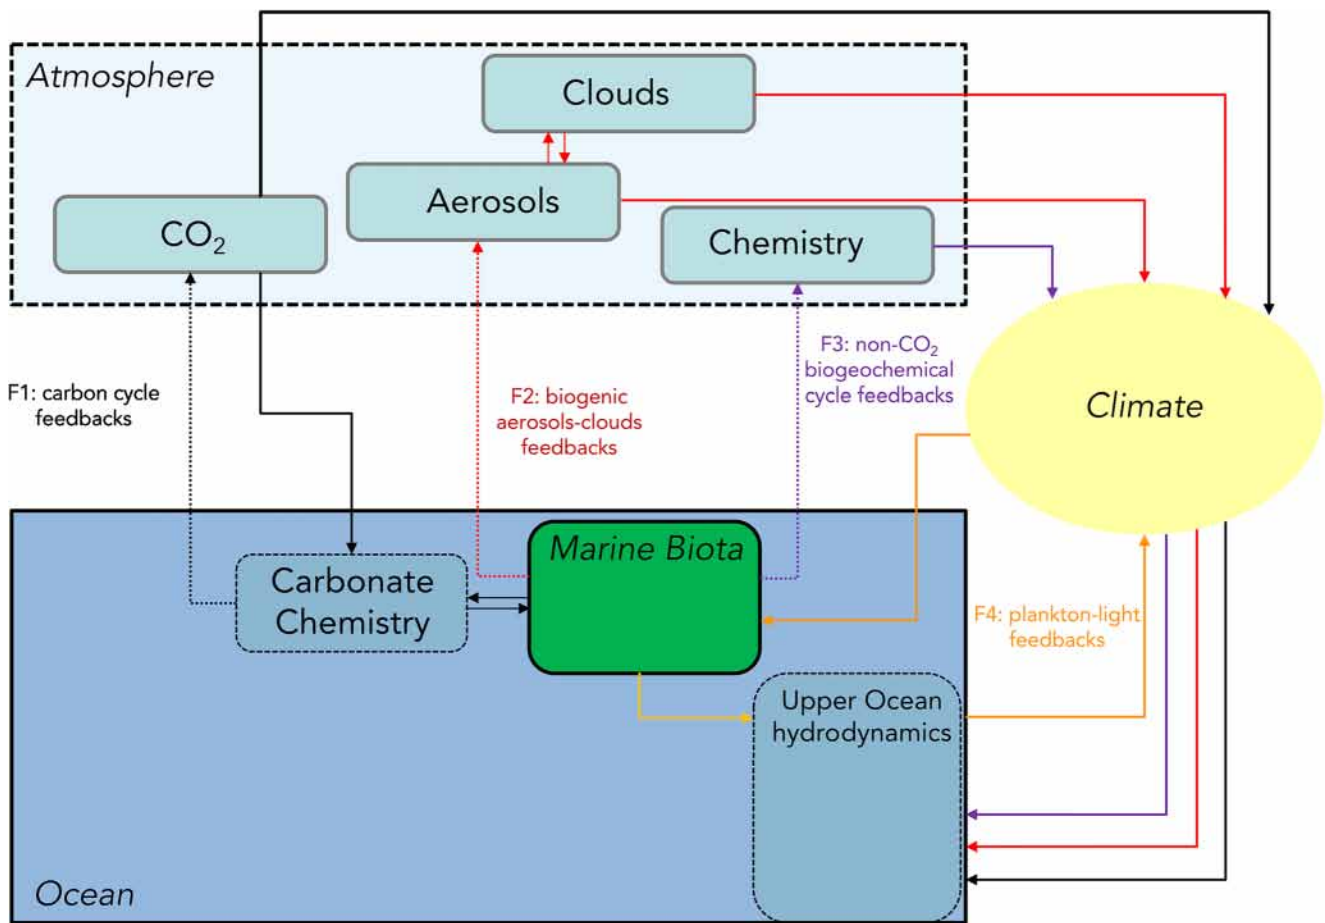 Atmosphere
Clouds
Aerosols
CO₂
Chemistry
F1: carbon cycle
feedbacks
F2: biogenic
aerosols-clouds
feedbacks
F3: non-CO₂
biogeochemical
cycle feedbacks
Climate
Marine Biota
Carbonate
Chemistry
F4: plankton-light
feedbacks
Upper Ocean
hydrodynamics
Ocean